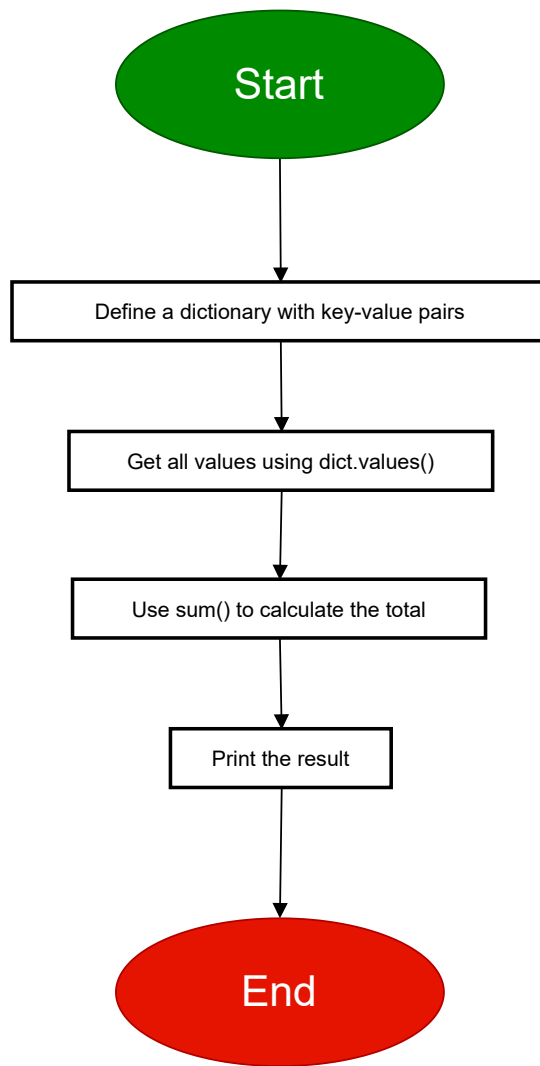 Start
Define a dictionary with key-value pairs
Get all values using dict.values()
Use sum() to calculate the total
Print the result
End